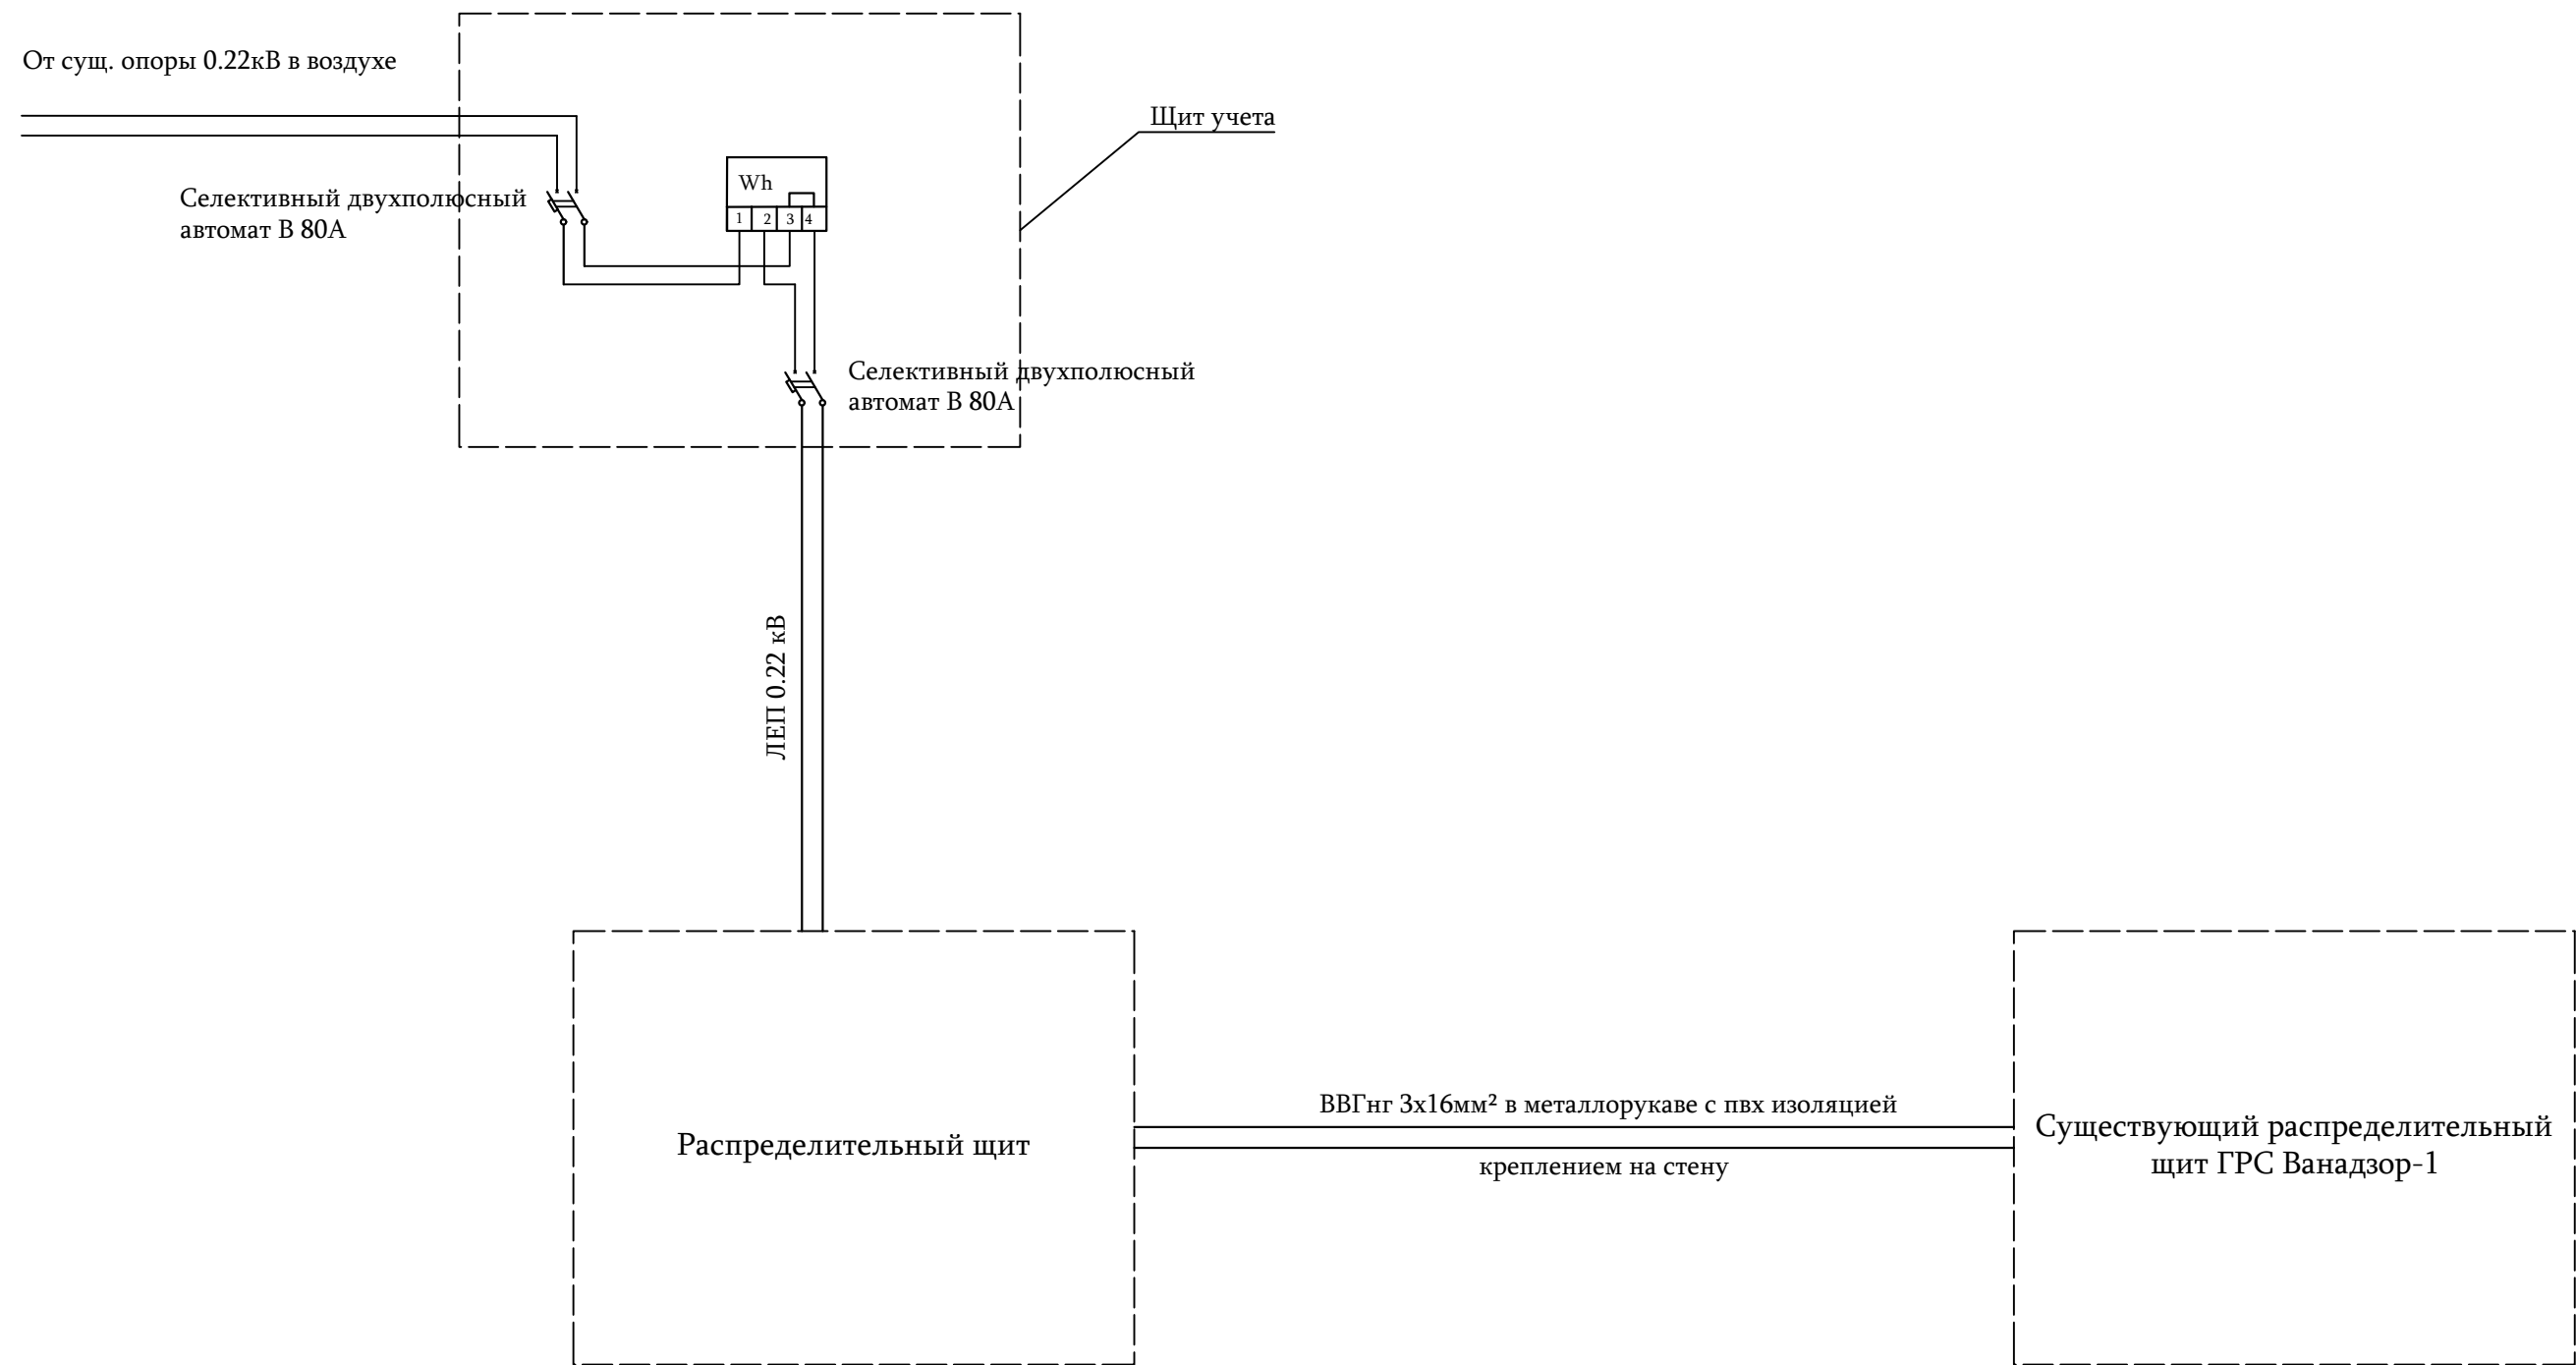 От сущ. опоры 0.22кВ в воздухе
Щит учета
Селективный двухполюсный
автомат В 80А
Wh
1 2 3 4
Селективный двухполюсный
автомат В 80А
ЛЕП 0.22 кВ
Распределительный щит
ВВГнг 3х16мм² в металлорукаве с пвх изоляцией
креплением на стену
Существующий распределительный
щит ГРС Ванадзор-1